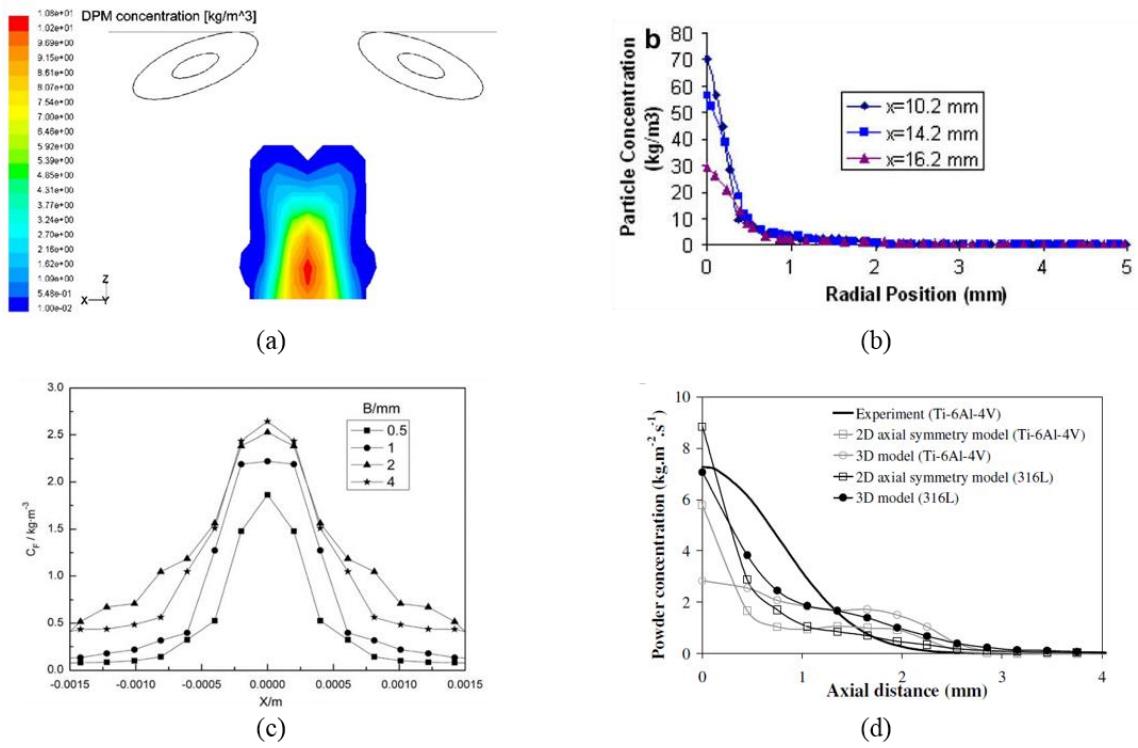 DPM concentration [kg/m^3]
1.08e+01
1.02e+01
9.69e+00
9.15e+00
8.61e+00
8.07e+00
7.54e+00
7.00e+00
6.46e+00
5.92e+00
5.39e+00
4.85e+00
4.31e+00
3.77e+00
3.24e+00
2.70e+00
2.16e+00
1.62e+00
1.09e+00
5.48e-01
1.00e-02
Z
X
Y
(a)
b
Particle Concentration
(kg/m3)
80
70
60
50
40
30
20
10
0
x=10.2 mm
x=14.2 mm
x=16.2 mm
0 1 2 3 4 5
Radial Position (mm)
(b)
C_F / kg·m⁻³
3.0
2.5
2.0
1.5
1.0
0.5
0.0
B/mm
0.5
1
2
4
-0.0015 -0.0010 -0.0005 0.0000 0.0005 0.0010 0.0015
X/m
(c)
Powder concentration (kg.m⁻².s⁻¹)
10
8
6
4
2
0
Experiment (Ti-6Al-4V)
2D axial symmetry model (Ti-6Al-4V)
3D model (Ti-6Al-4V)
2D axial symmetry model (316L)
3D model (316L)
0 1 2 3 4
Axial distance (mm)
(d)